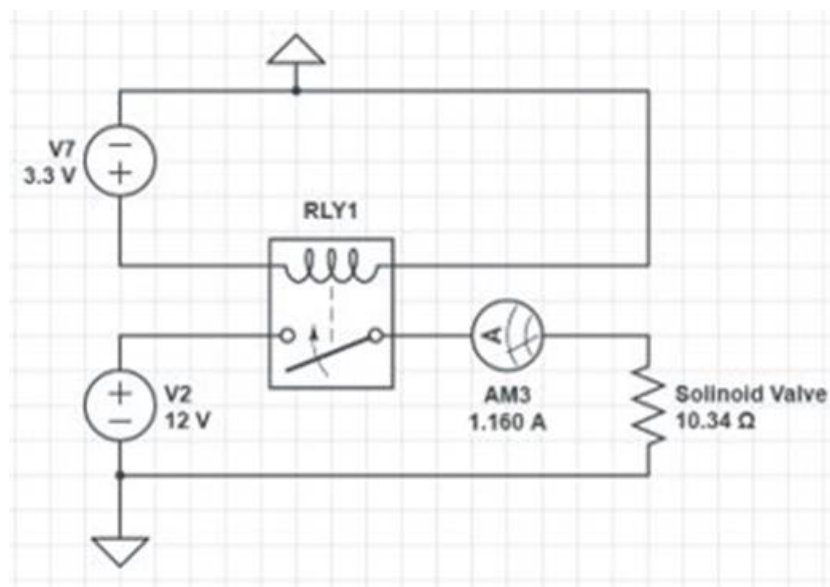 V7
3.3 V
RLY1
A
V2
12 V
AM3
1.160 A
Solinoid Valve
10.34 Ω